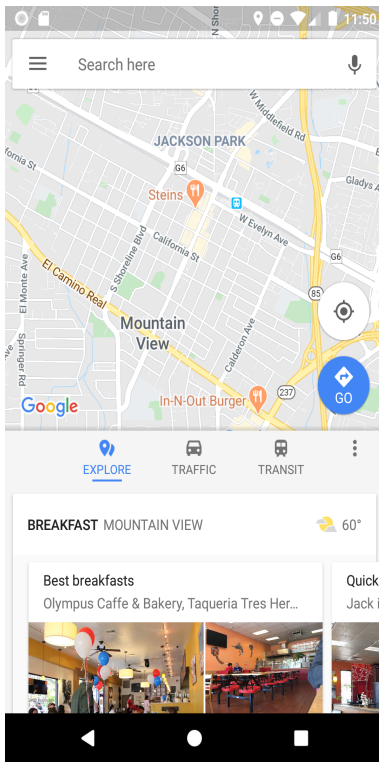 11:50
N Shor
Search here
W Middlefield Rd
JACKSON PARK
G6
fornia St
Gladys A
Steins
W Evelyn Ave
S Shoreline Blvd
California St
G6
El Monte Ave
El Camino Real
85
Mountain
View
Calderon Ave
Springer Rd
237
GO
In-N-Out Burger
Google
EXPLORE
TRAFFIC
TRANSIT
BREAKFAST MOUNTAIN VIEW
60°
Best breakfasts
Quick
Olympus Caffe & Bakery, Taqueria Tres Her...
Jack i